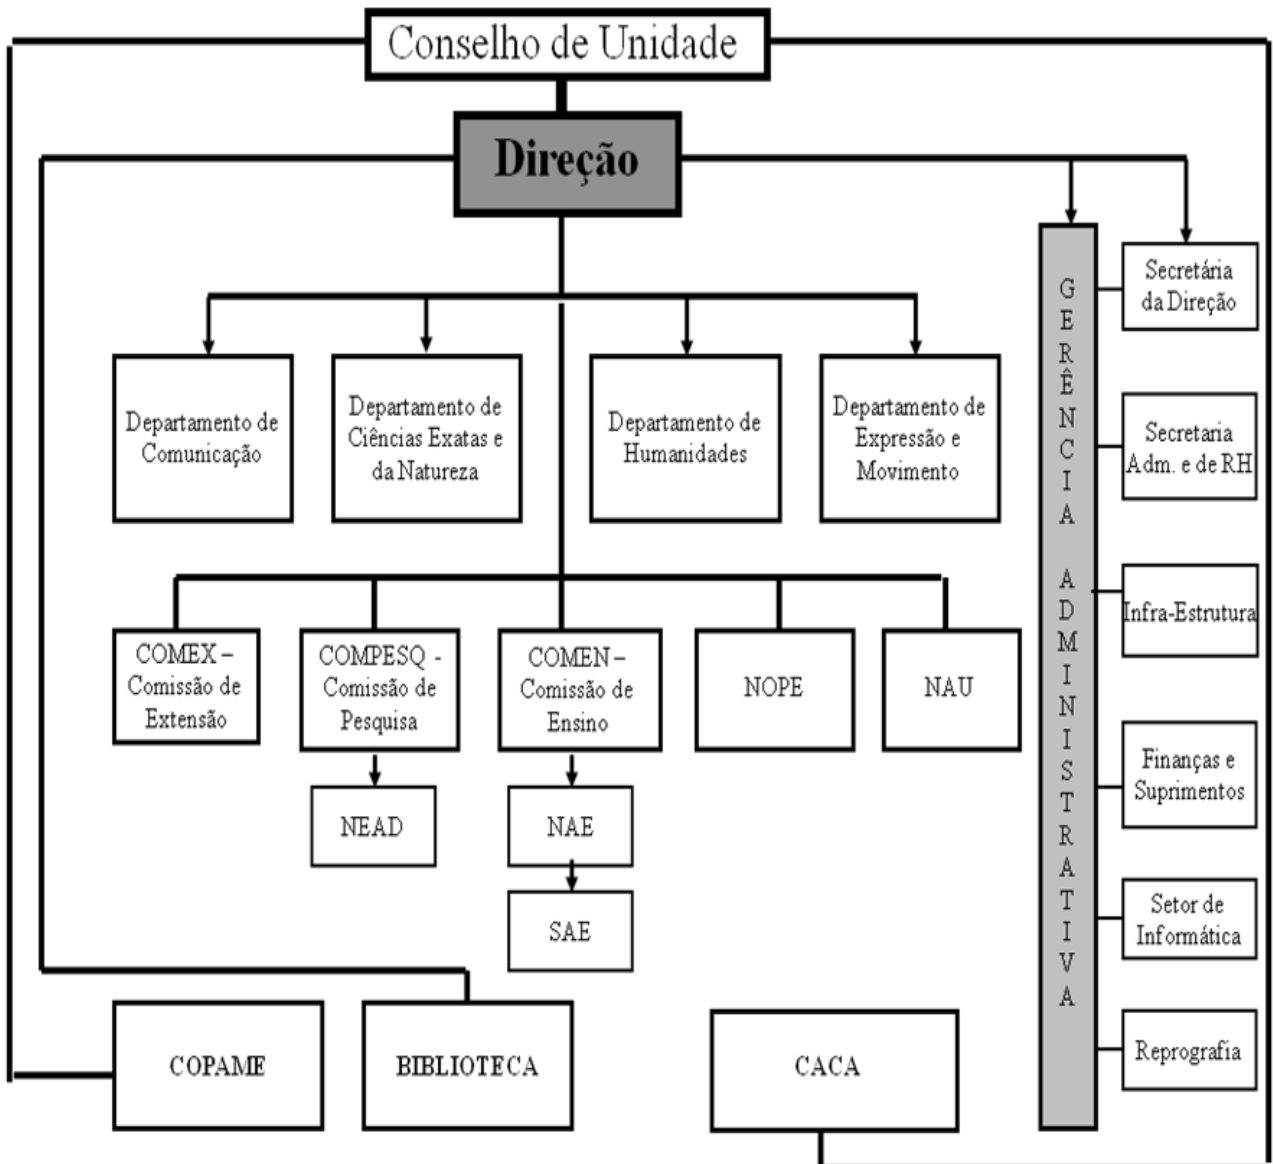 Conselho de Unidade
Direção
Departamento de
Comunicação
Departamento de
Ciências Exatas e
da Natureza
Departamento de
Humanidades
Departamento de
Expressão e
Movimento
COMEX –
Comissão de
Extensão
COMPESQ -
Comissão de
Pesquisa
COMEN –
Comissão de
Ensino
NOPE
NAU
NEAD
NAE
SAE
COPAME
BIBLIOTECA
CACA
GERÊNCIA ADMINISTRATIVA
Secretária
da Direção
Secretaria
Adm. e de RH
Infra-Estrutura
Finanças e
Suprimentos
Setor de
Informática
Reprografia